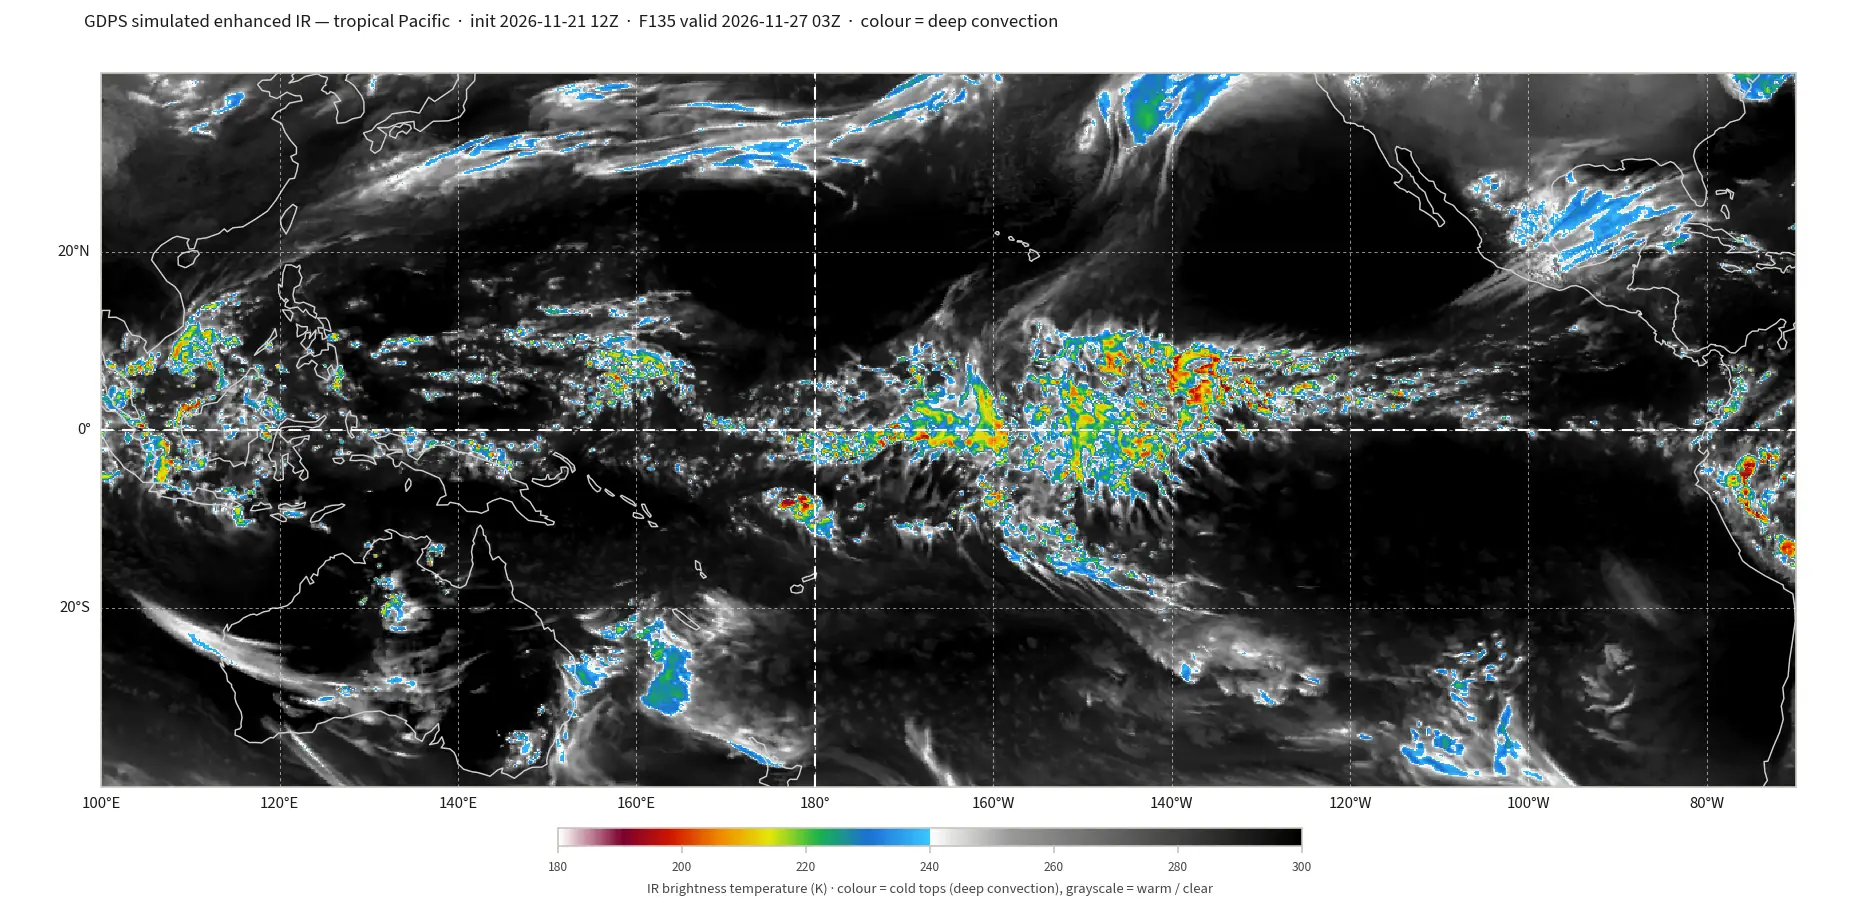 GDPS simulated enhanced IR — tropical Pacific · init 2026-11-21 12Z · F135 valid 2026-11-27 03Z · colour = deep convection
20°N
0°
20°S
100°E 120°E 140°E 160°E 180° 160°W 140°W 120°W 100°W 80°W
180 200 220 240 260 280 300
IR brightness temperature (K) · colour = cold tops (deep convection), grayscale = warm / clear